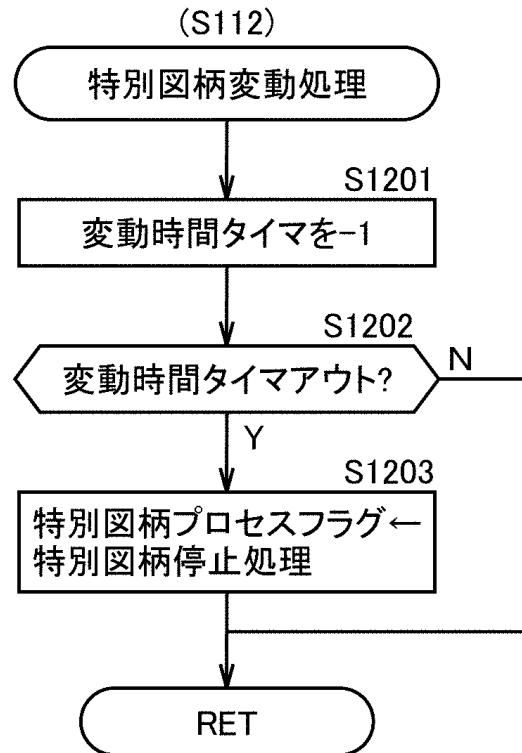 (S112)
特別図柄変動処理
S1201
変動時間タイマを-1
S1202
変動時間タイマアウト?
N
Y
S1203
特別図柄プロセスフラグ←
特別図柄停止処理
RET